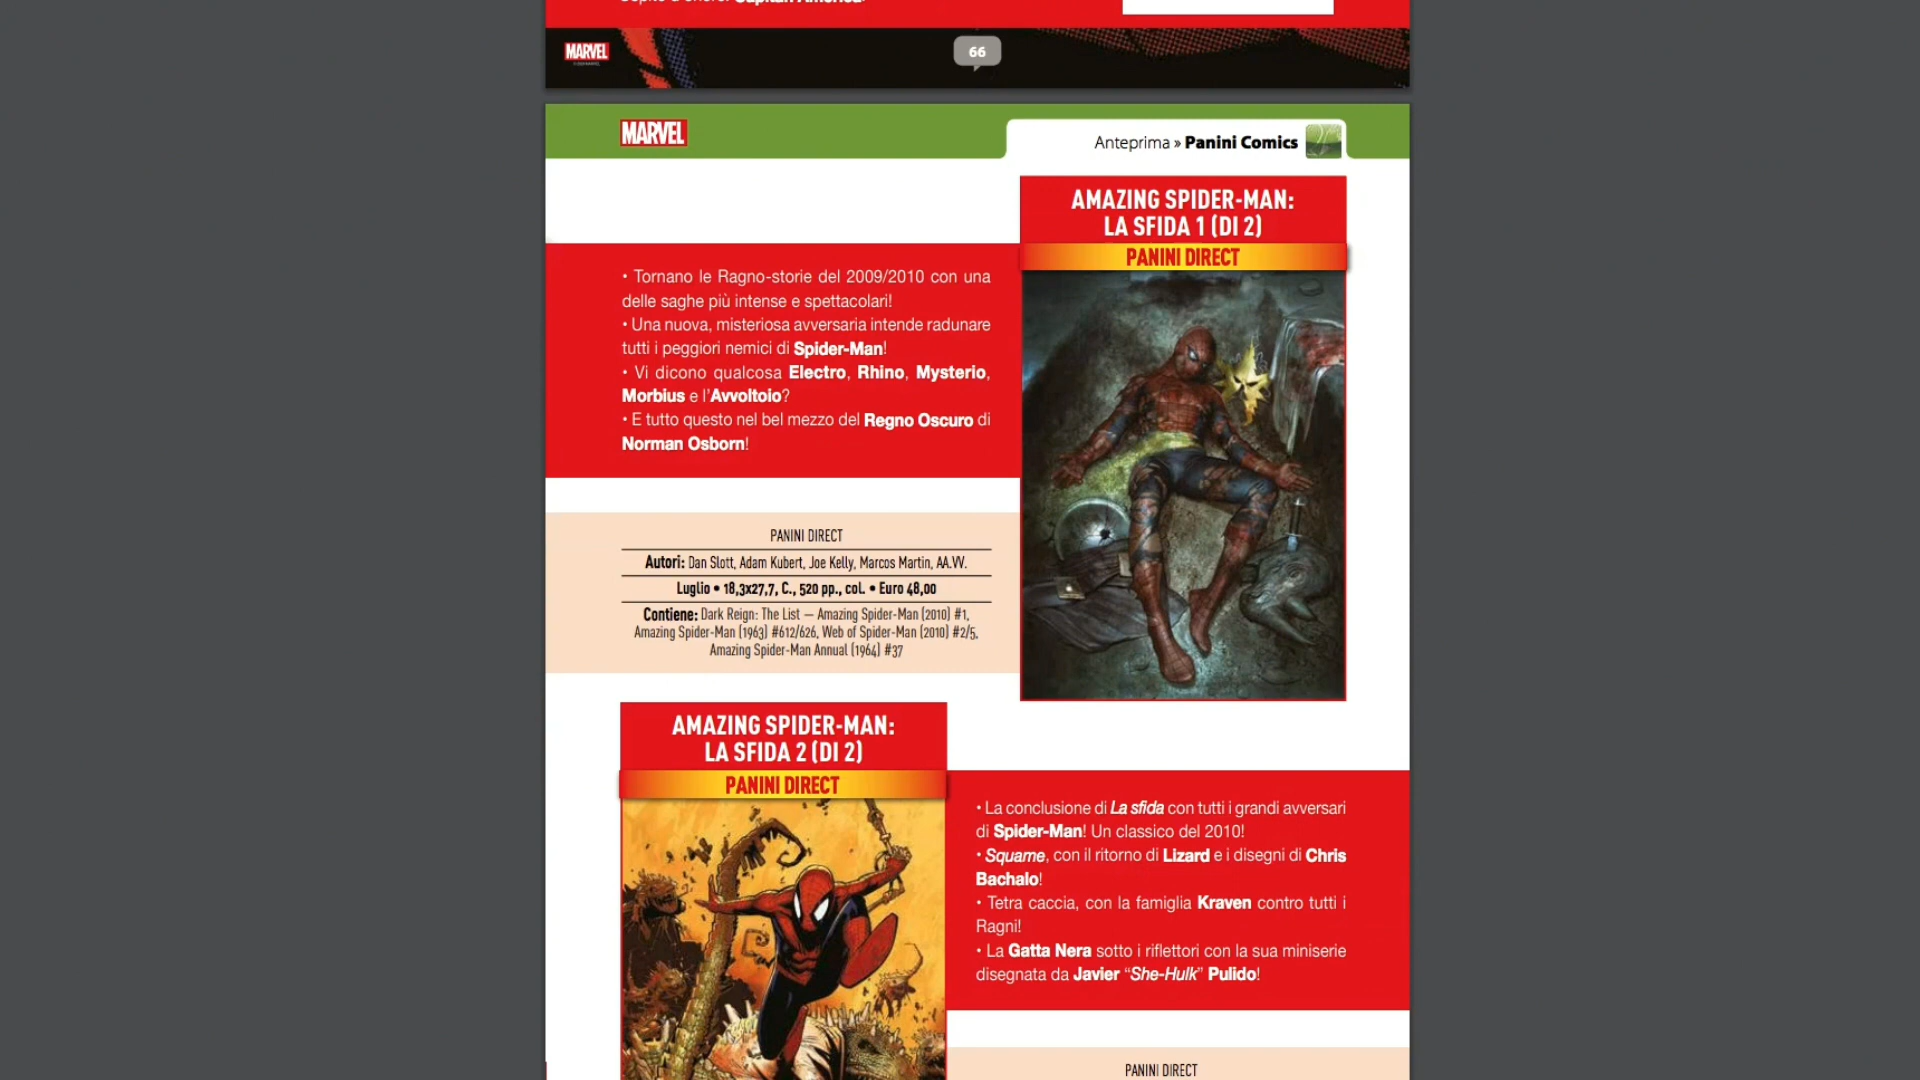 MARVEL
66
MARVEL
Anteprima » Panini Comics
AMAZING SPIDER-MAN:
LA SFIDA 1 (DI 2)
PANINI DIRECT
• Tornano le Ragno-storie del 2009/2010 con una
delle saghe più intense e spettacolari!
• Una nuova, misteriosa avversaria intende radunare
tutti i peggiori nemici di Spider-Man!
• Vi dicono qualcosa Electro, Rhino, Mysterio,
Morbius e l'Avvoltoio?
• E tutto questo nel bel mezzo del Regno Oscuro di
Norman Osborn!
PANINI DIRECT
Autori: Dan Slott, Adam Kubert, Joe Kelly, Marcos Martin, AA.VV.
Luglio • 18,3x27,7, C., 520 pp., col. • Euro 48,00
Contiene: Dark Reign: The List — Amazing Spider-Man (2010) #1,
Amazing Spider-Man (1963) #612/626, Web of Spider-Man (2010) #2/5,
Amazing Spider-Man Annual (1964) #37
AMAZING SPIDER-MAN:
LA SFIDA 2 (DI 2)
PANINI DIRECT
• La conclusione di La sfida con tutti i grandi avversari
di Spider-Man! Un classico del 2010!
• Squame, con il ritorno di Lizard e i disegni di Chris
Bachalo!
• Tetra caccia, con la famiglia Kraven contro tutti i
Ragni!
• La Gatta Nera sotto i riflettori con la sua miniserie
disegnata da Javier “She-Hulk” Pulido!
PANINI DIRECT